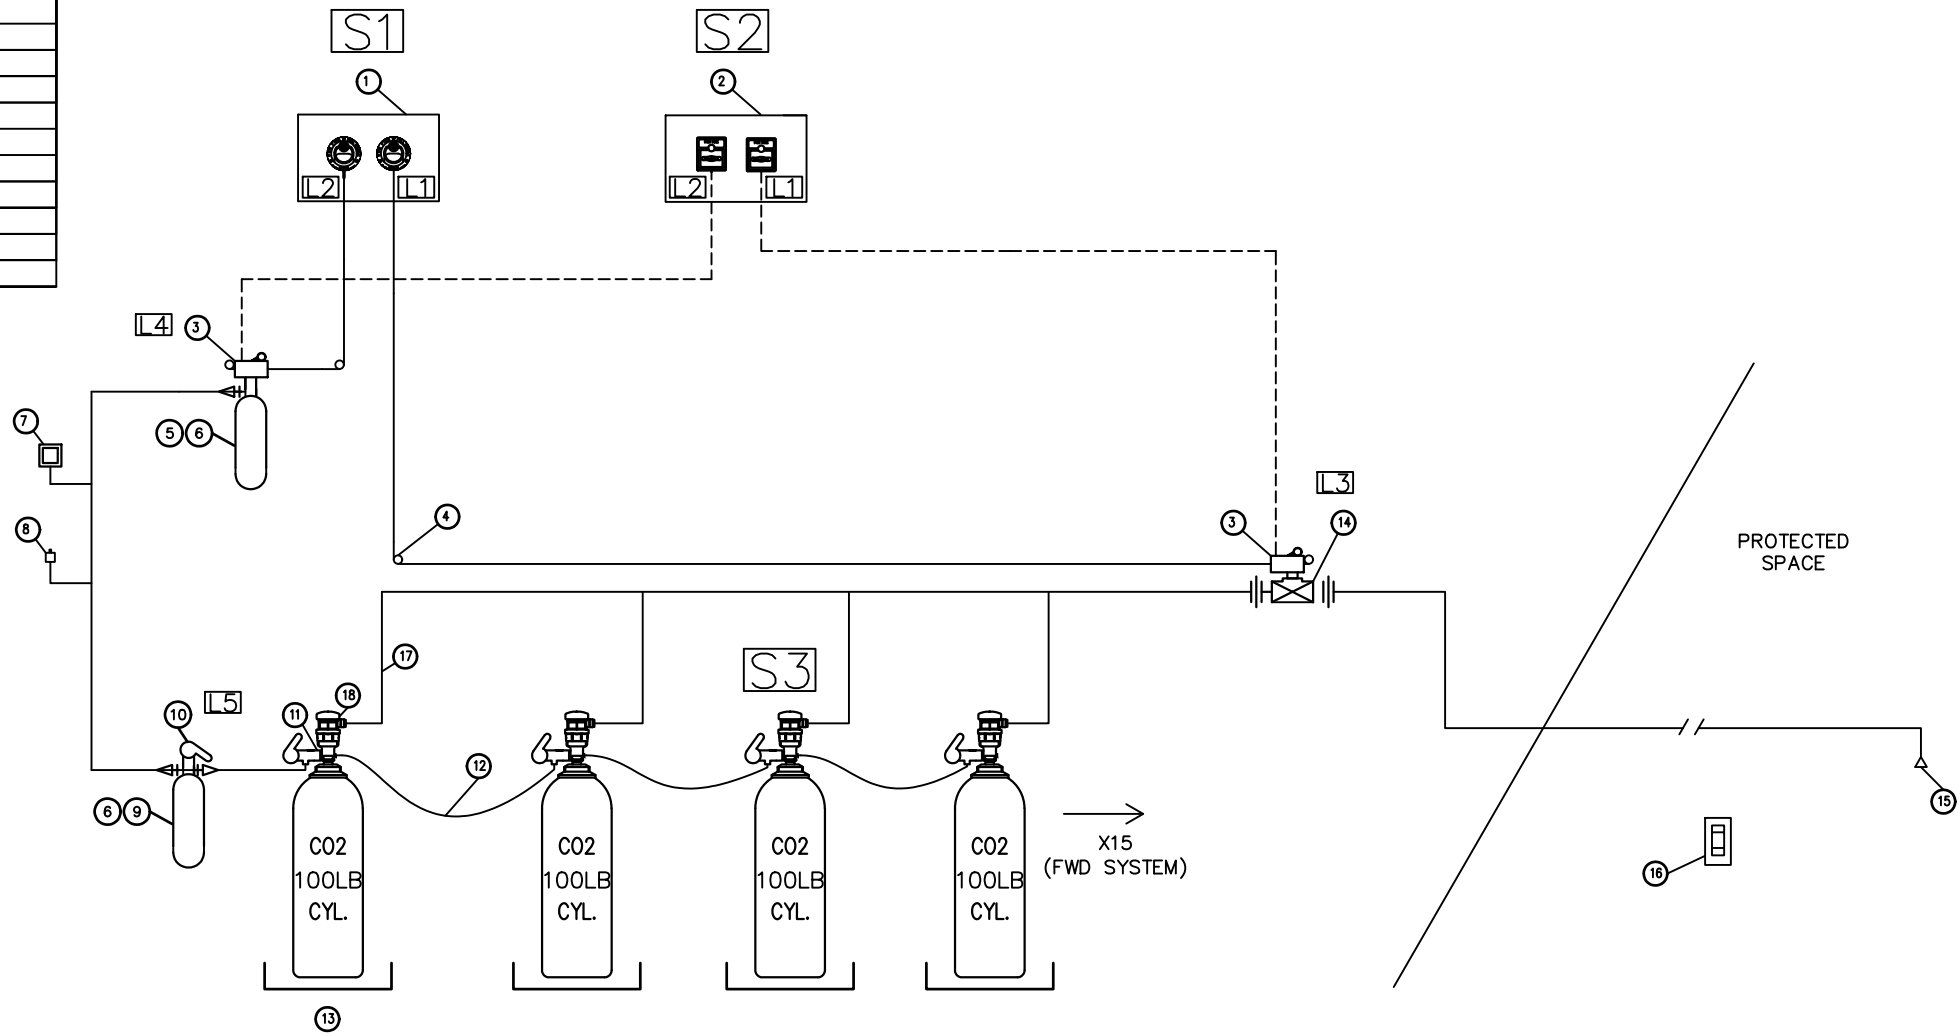 S1
S2
1
2
L2
L1
L2
L1
L4
3
7
5 6
L3
4
3
14
8
PROTECTED
SPACE
17
S3
18
L5
10
11
12
6 9
15
X15
(FWD SYSTEM)
CO2
100LB
CYL.
CO2
100LB
CYL.
CO2
100LB
CYL.
CO2
100LB
CYL.
16
13